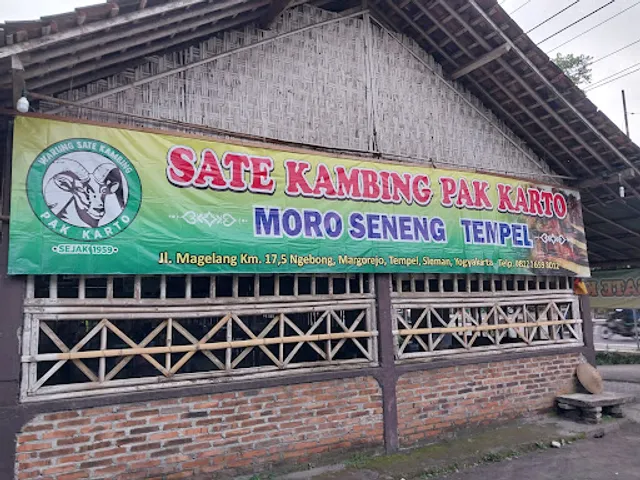 WARUNG SATE KAMBING
PAK KARTO
•SEJAK 1959•
SATE KAMBING PAK KARTO
MORO SENENG TEMPEL
Jl. Magelang Km. 17,5 Ngebong, Margorejo, Tempel, Sleman, Yogyakarta Telp.